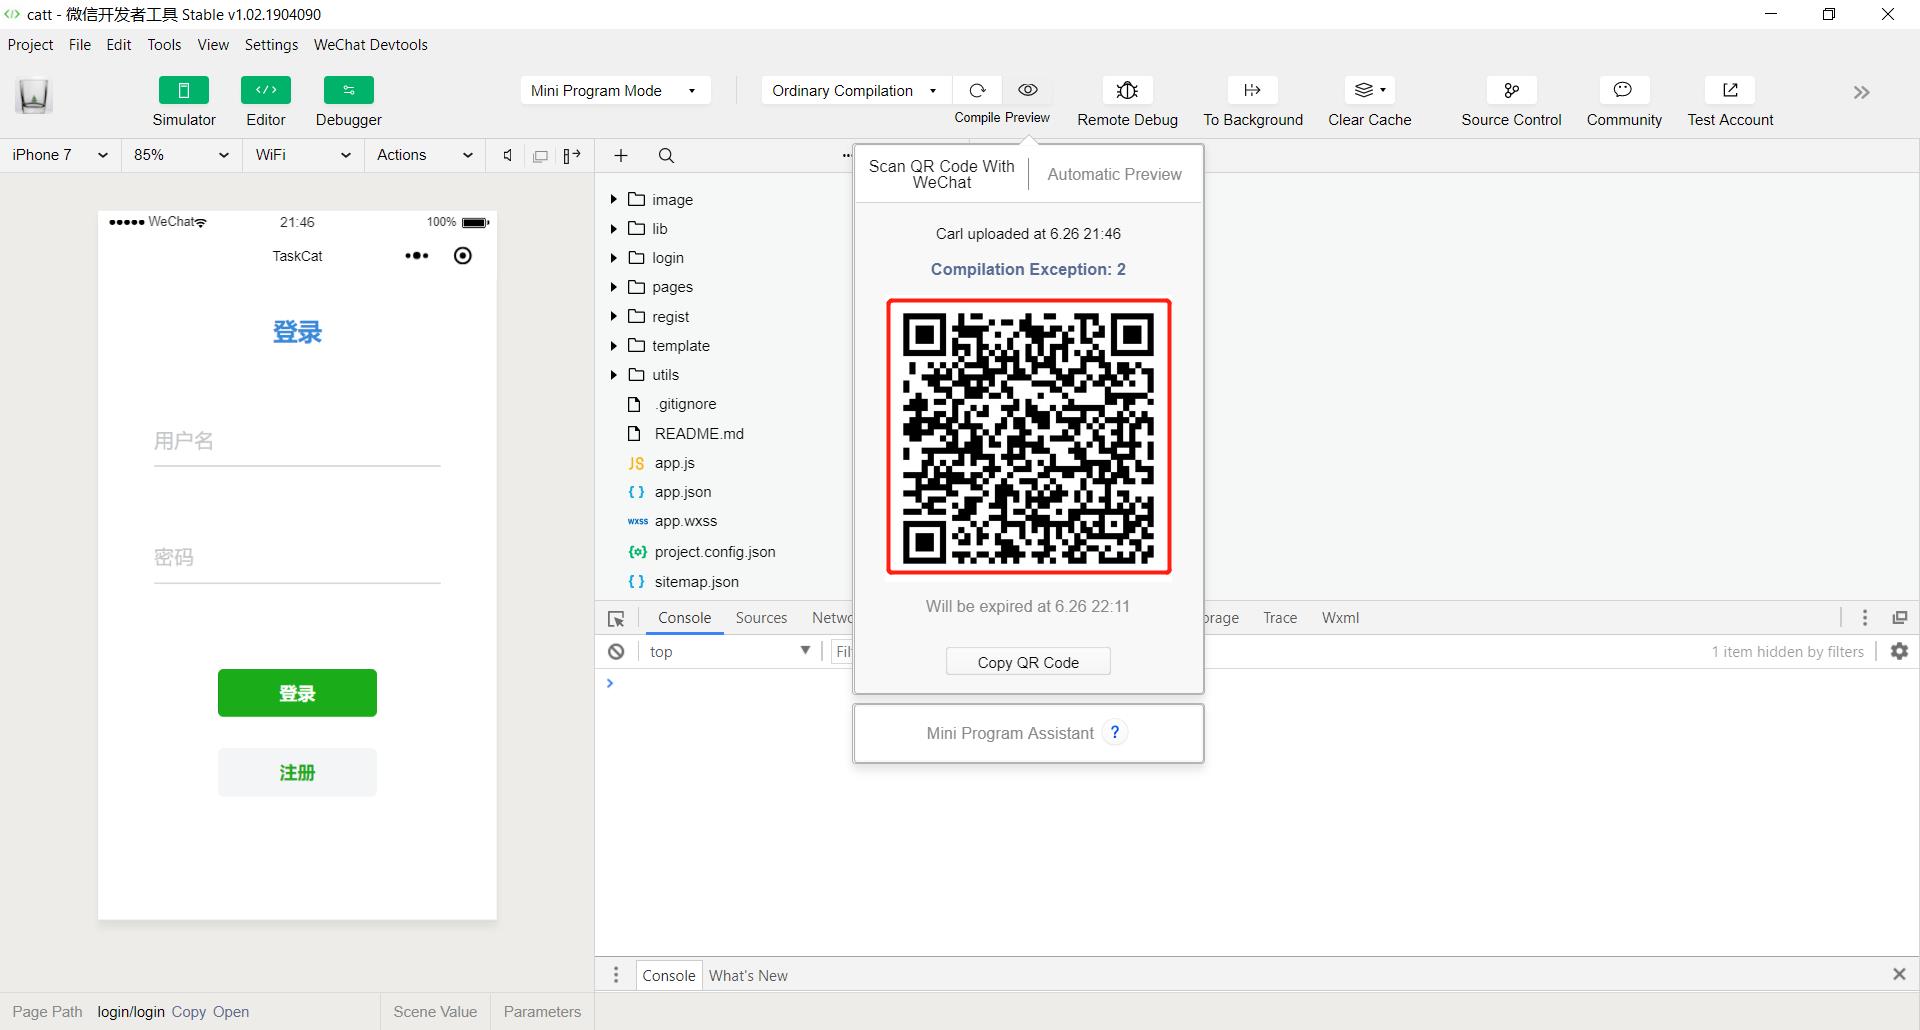 catt - 微信开发者工具 Stable v1.02.1904090
Project File Edit Tools View Settings WeChat Devtools
Simulator Editor Debugger
Mini Program Mode
Ordinary Compilation
Compile Preview
Remote Debug To Background Clear Cache Source Control Community Test Account
iPhone 7 85% WiFi Actions
WeChat 21:46 100%
TaskCat
登录
用户名
密码
登录
注册
image
lib
login
pages
regist
template
utils
.gitignore
README.md
JS app.js
{ } app.json
wxss app.wxss
project.config.json
{ } sitemap.json
Scan QR Code With
WeChat
Automatic Preview
Carl uploaded at 6.26 21:46
Compilation Exception: 2
Will be expired at 6.26 22:11
Copy QR Code
Mini Program Assistant ?
Console Sources Netwo orage Trace Wxml
top Fil 1 item hidden by filters
Console What's New
Page Path login/login Copy Open Scene Value Parameters